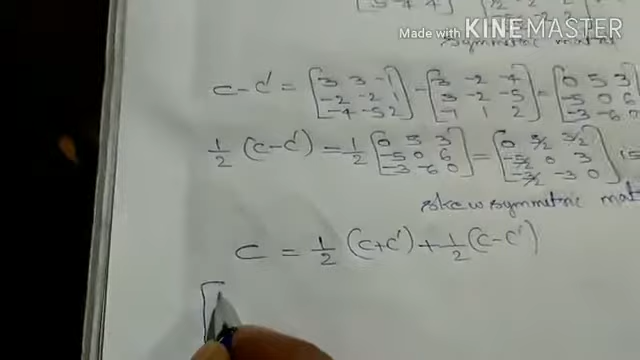 Made with KINEMASTER
symmetric mat
C-C' = [3 3 -1; -2 -2 1; -4 -5 2] - [3 -2 -4; 3 -2 -5; -1 1 2] = [0 5 3; -5 0 6; -3 -6 0]
1/2 (C-C') = 1/2 [0 5 3; -5 0 6; -3 -6 0] = [0 5/2 3/2; -5/2 0 3; -3/2 -3 0] is
skew symmetric mat
C = 1/2 (C+C') + 1/2 (C-C')